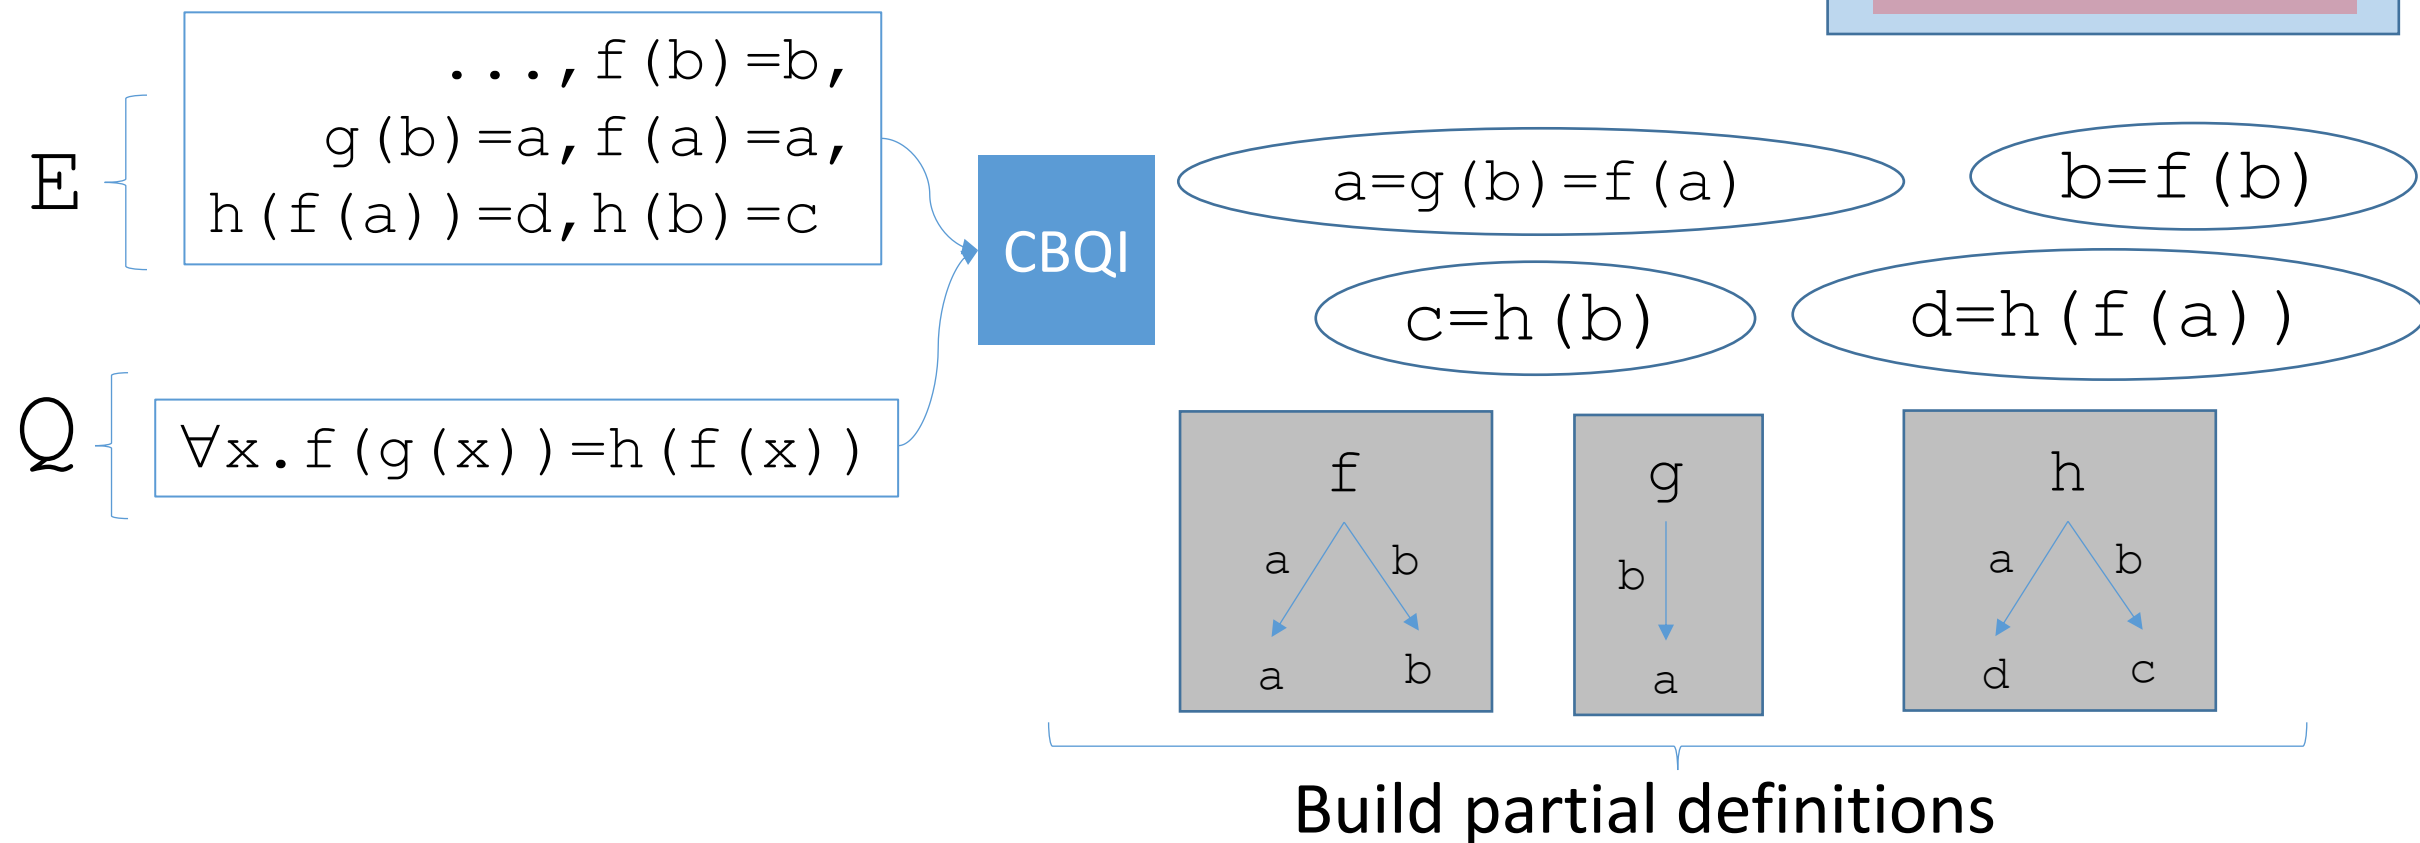 E
...,f(b)=b,
g(b)=a,f(a)=a,
h(f(a))=d,h(b)=c
Q
∀x.f(g(x))=h(f(x))
CBQI
a=g(b)=f(a)
b=f(b)
c=h(b)
d=h(f(a))
f
a b
a b
g
b
a
h
a b
d c
Build partial definitions